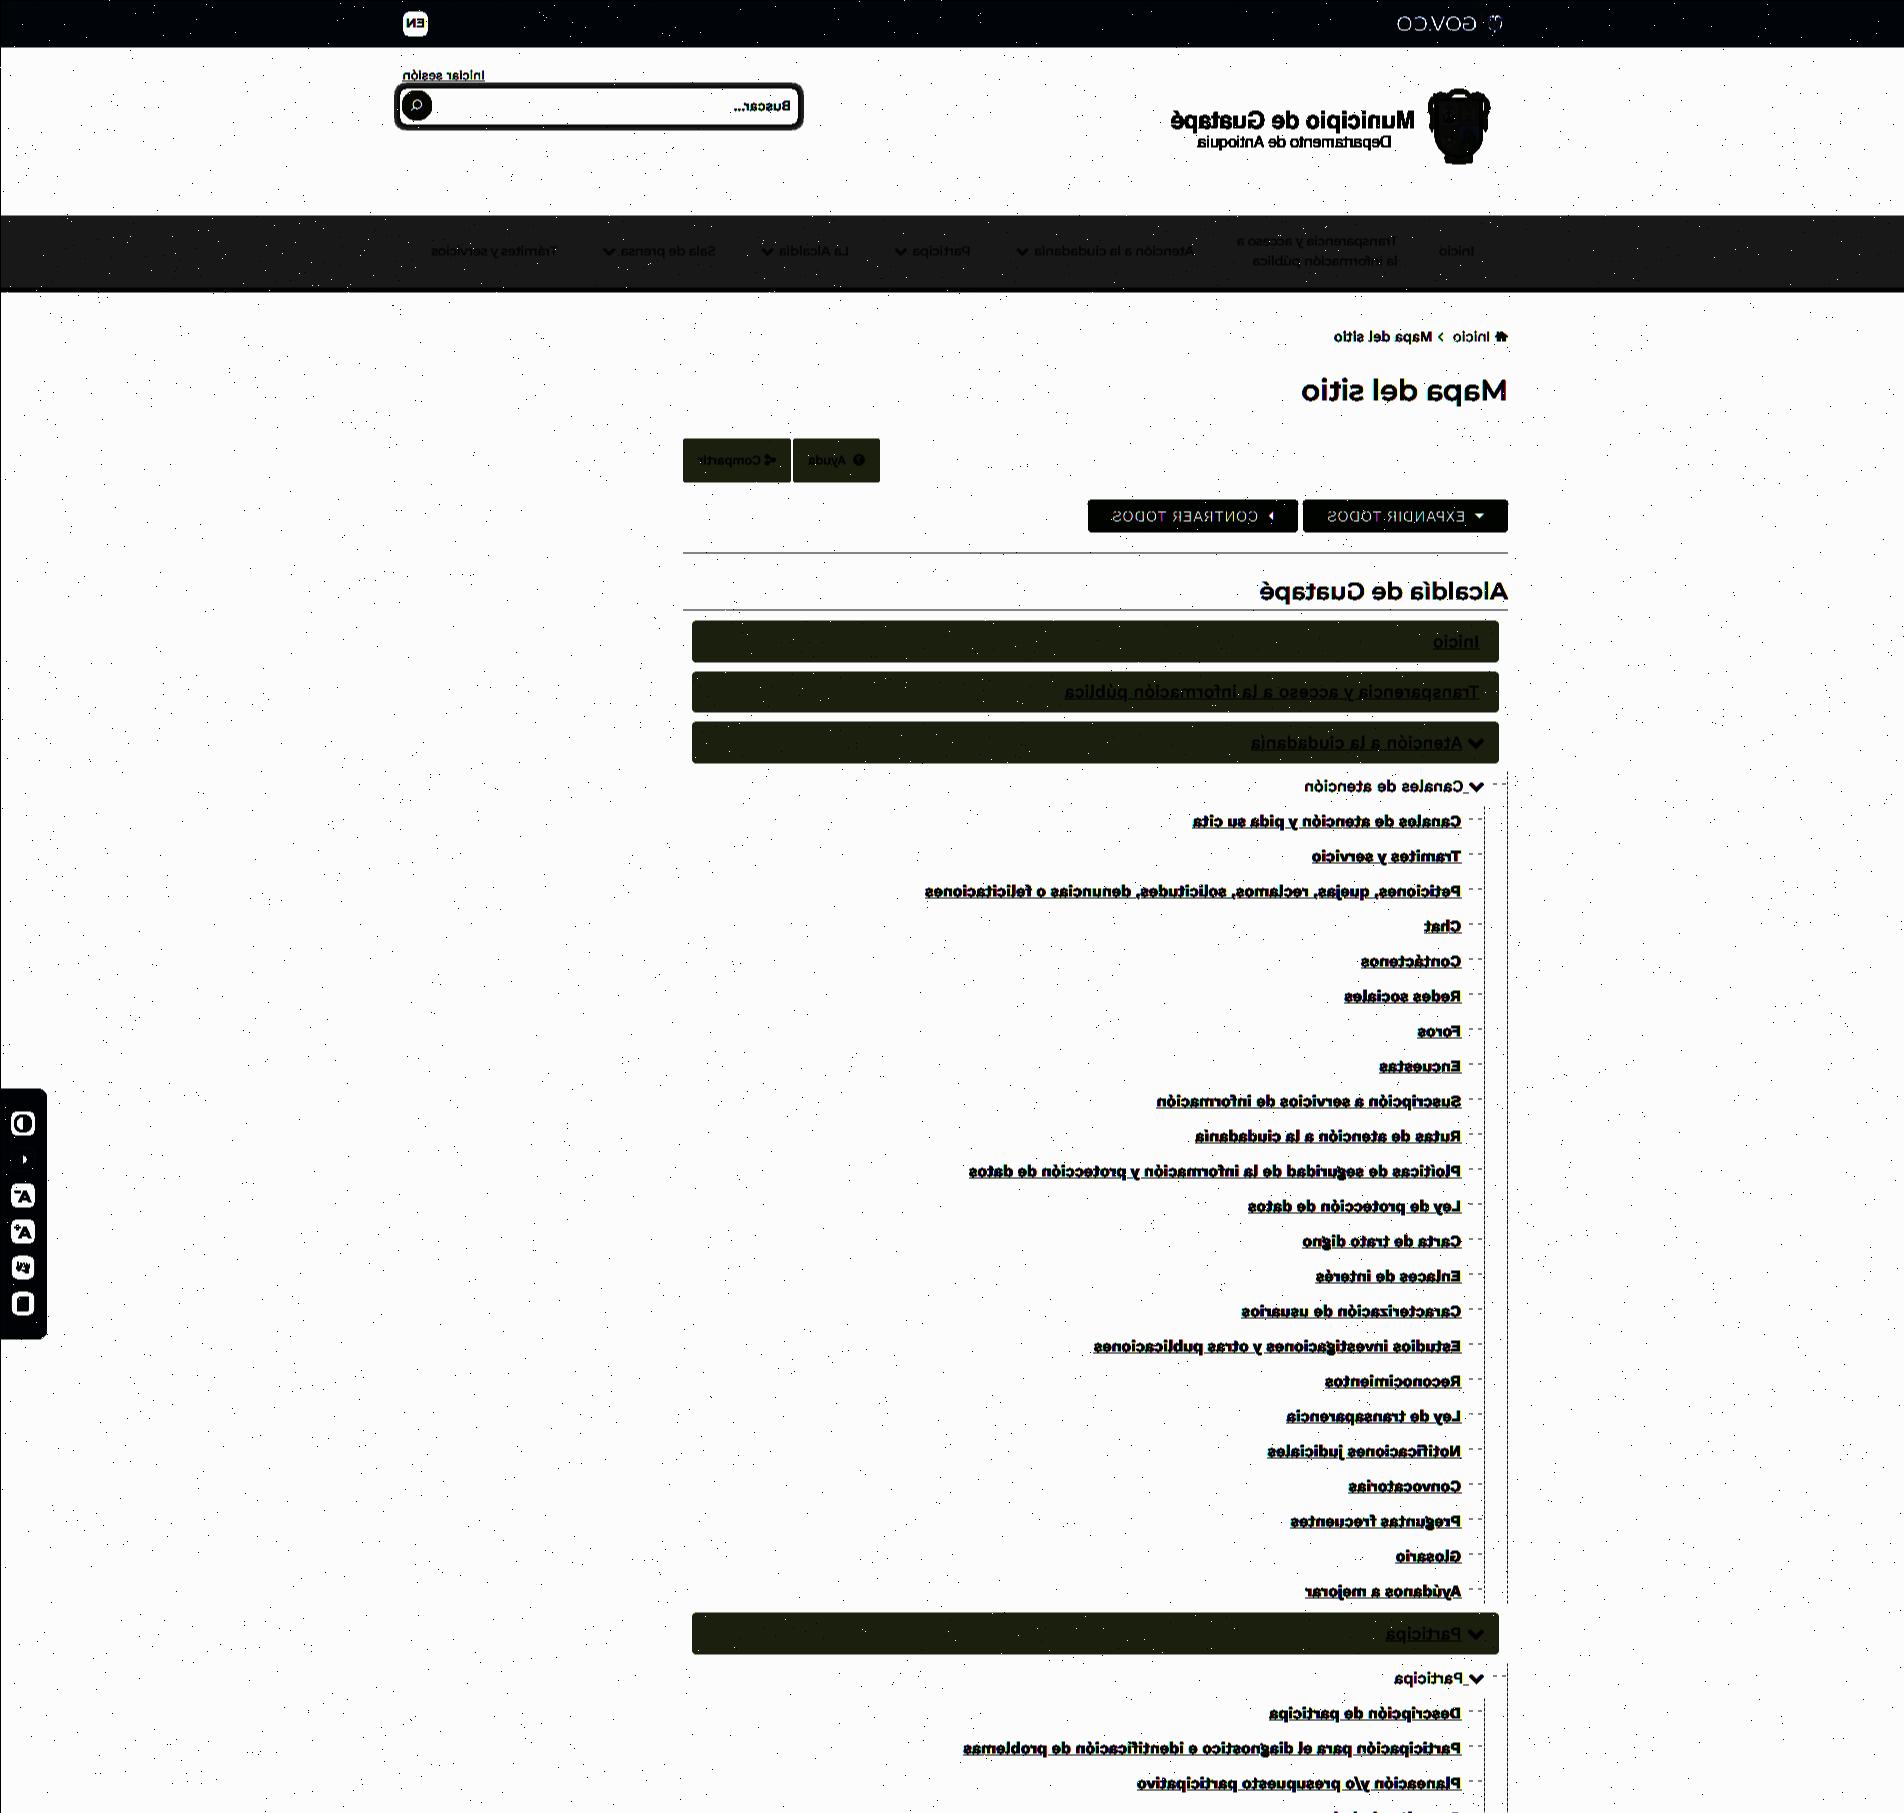 GOV.CO
EN
Iniciar sesión
Buscar...
Municipio de Guatapé
Departamento de Antioquia
Inicio
Transparencia y acceso a
la información pública
Atención a la ciudadanía
Participa
La Alcaldía
Sala de prensa
Trámites y servicios
Inicio > Mapa del sitio
Mapa del sitio
Ayuda
Compartir
EXPANDIR TODOS
CONTRAER TODOS
Alcaldía de Guatapé
Inicio
Transparencia y acceso a la información pública
Atención a la ciudadanía
Canales de atención
Canales de atención y pida su cita
Tramites y servicio
Peticiones, quejas, reclamos, solicitudes, denuncias o felicitaciones
Chat
Contáctenos
Redes sociales
Foros
Encuestas
Suscripción a servicios de información
Rutas de atención a la ciudadanía
Ploíticas de seguridad de la información y protección de datos
Ley de protección de datos
Carta de trato digno
Enlaces de interés
Caracterización de usuarios
Estudios investigaciones y otras publicaciones
Reconocimientos
Ley de transparencia
Notificaciones judiciales
Convocatorias
Preguntas frecuentes
Glosario
Ayúdanos a mejorar
Participa
Participa
Descripción de participa
Participación para el diagnostico e identificación de problemas
Planeación y/o presupuesto participativo